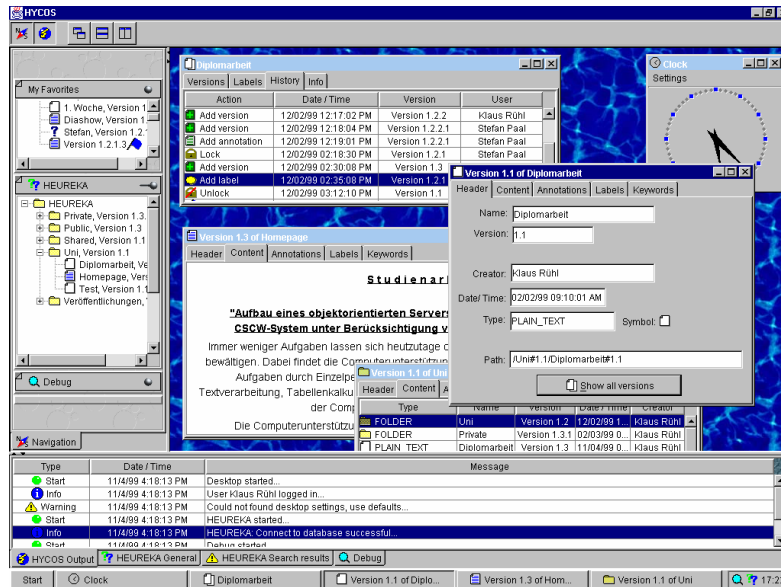 HYCOS
My Favorites
1. Woche, Version 1
Diashow, Version 1
Stefan, Version 1.2.
Version 1.2.1.3
HEUREKA
HEUREKA
Private, Version 1.3.
Public, Version 1.3
Shared, Version 1.1
Uni, Version 1.1
Diplomarbeit, Ve
Homepage, Vers
Test, Version 1.1
Veröffentlichungen,
Debug
Navigation
Diplomarbeit
Versions Labels History Info
Action Date / Time Version User
Add version 12/02/99 12:17:02 PM Version 1.2.2 Klaus Rühl
Add version 12/02/99 12:18:04 PM Version 1.2.2.1 Stefan Paal
Add annotation 12/02/99 12:19:01 PM Version 1.2.2.1 Stefan Paal
Lock 12/02/99 02:18:30 PM Version 1.2.1 Stefan Paal
Add version 12/02/99 02:30:08 PM Version 1.3 Klaus Rühl
Add label 12/02/99 02:35:08 PM Version 1.2.1
Unlock 12/02/99 03:12:10 PM Version 1.1
Clock
Settings
Version 1.1 of Diplomarbeit
Header Content Annotations Labels Keywords
Name: Diplomarbeit
Version: 1.1
Creator: Klaus Rühl
Date/ Time: 02/02/99 09:10:01 AM
Type: PLAIN_TEXT Symbol:
Path: /Uni#1.1/Diplomarbeit#1.1
Show all versions
Version 1.3 of Homepage
Header Content Annotations Labels Keywords
Studienar
"Aufbau eines objektorientierten Servers
CSCW-System unter Berücksichtigung v
Immer weniger Aufgaben lassen sich heutzutage o
bewältigen. Dabei findet die Computerunterstützun
Aufgaben durch Einzelpe
Textverarbeitung, Tabellenkalku
der Comp
Die Computerunterstützu
Version 1.1 of Uni
Header Content A
Type Name Version Date / Time Creator
FOLDER Uni Version 1.2 12/02/99 1... Klaus Rühl
FOLDER Private Version 1.3.1 02/03/99 0... Klaus Rühl
PLAIN_TEXT Diplomarbeit Version 1.3 11/04/99 0... Klaus Rühl
Type Date / Time Message
Start 11/4/99 4:18:13 PM Desktop started...
Info 11/4/99 4:18:13 PM User Klaus Rühl logged in...
Warning 11/4/99 4:18:13 PM Could not found desktop settings, use defaults...
Start 11/4/99 4:18:13 PM HEUREKA started...
Info 11/4/99 4:18:13 PM HEUREKA: Connect to database successful...
Start 11/4/99 4:18:13 PM Debug started...
HYCOS Output HEUREKA General HEUREKA Search results Debug
Start Clock Diplomarbeit Version 1.1 of Diplo... Version 1.3 of Hom... Version 1.1 of Uni 17:2